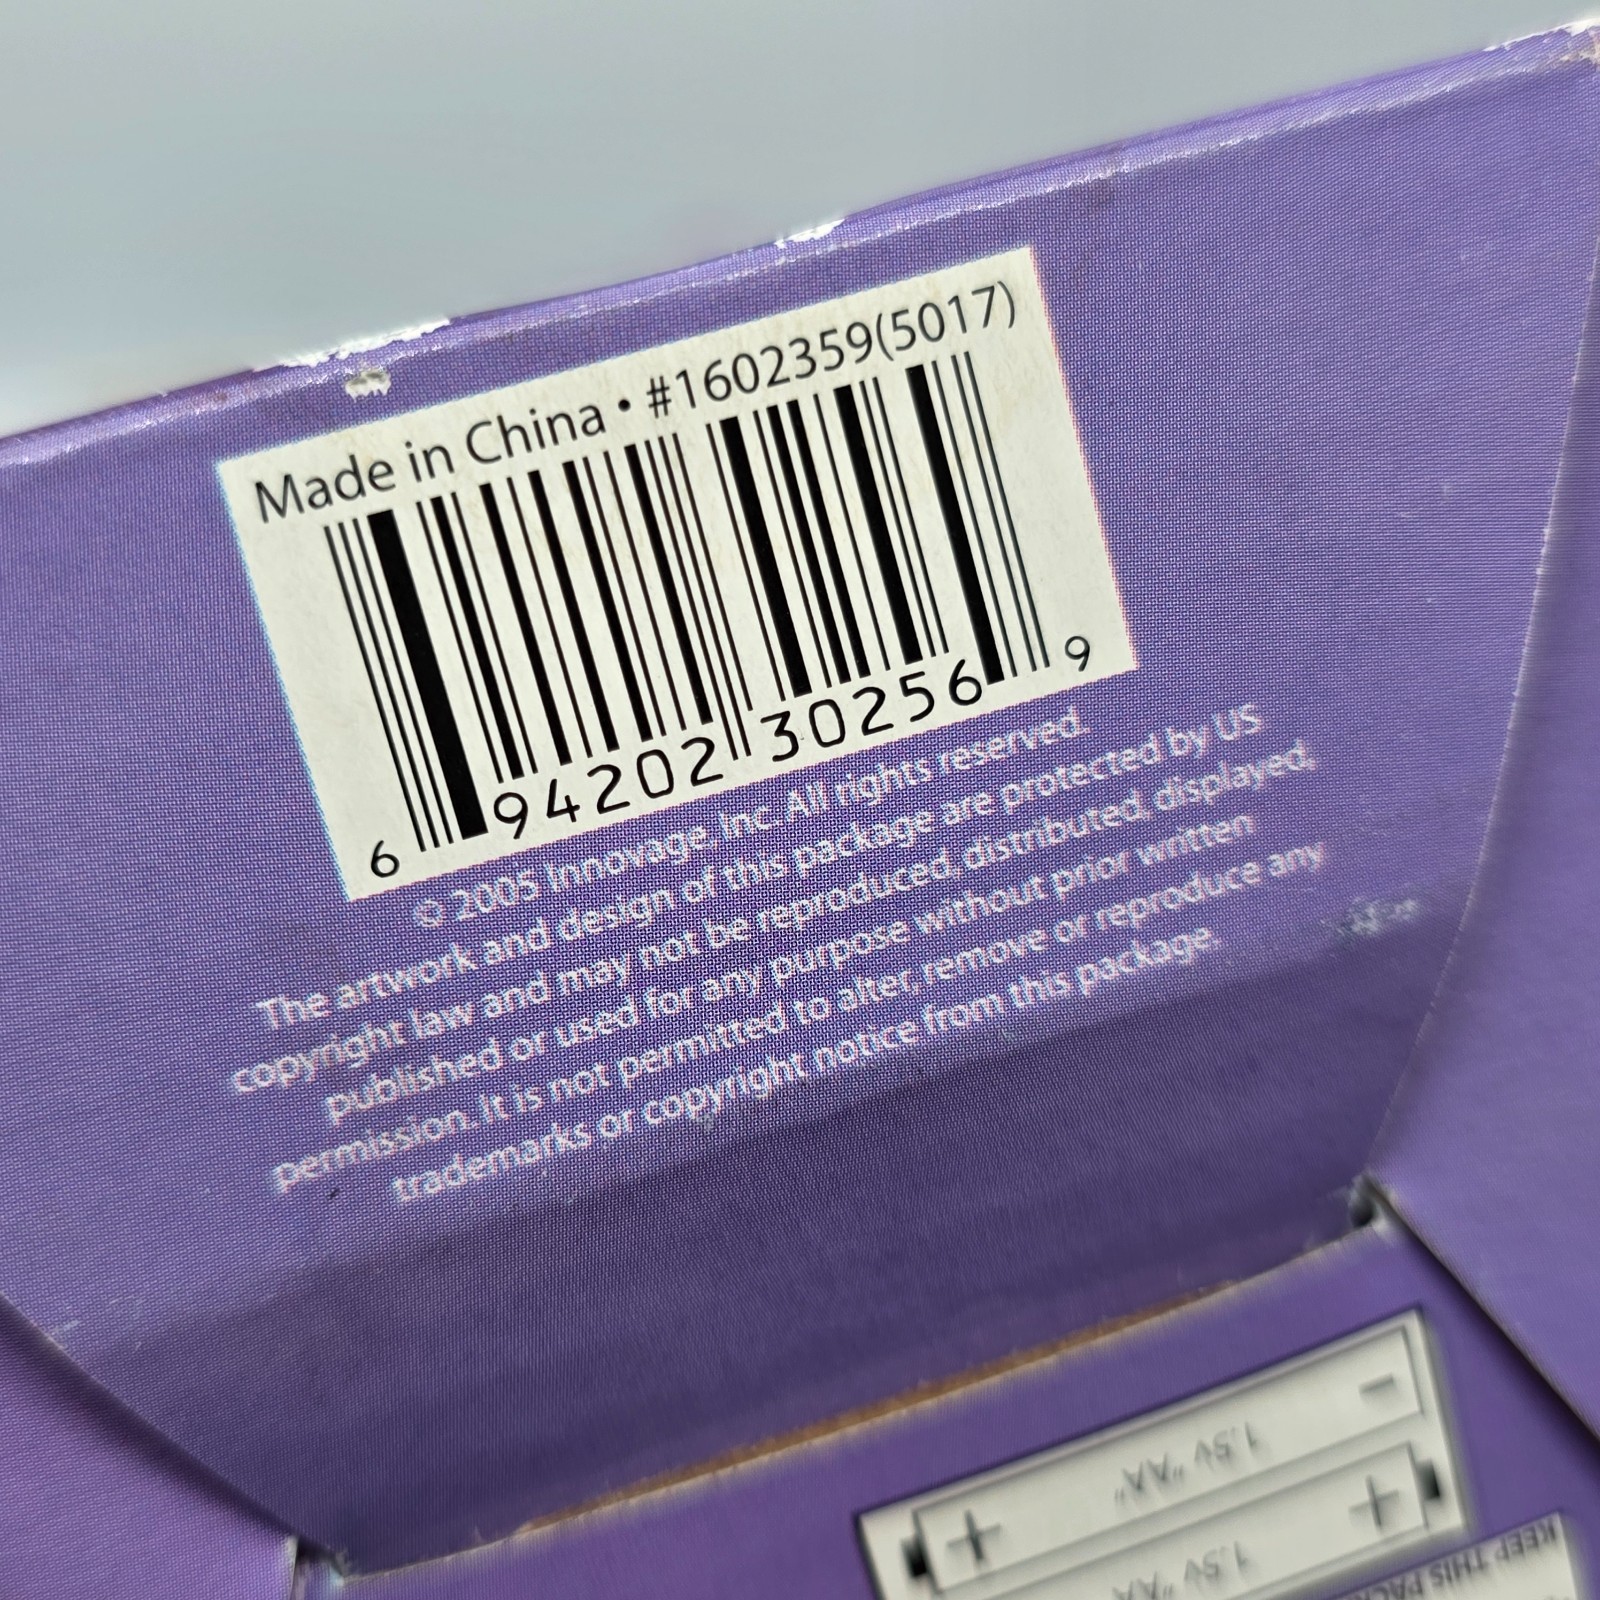 Made in China • #1602359(5017)
6 94202 30256 9
© 2005 Innovage, Inc. All rights reserved.
The artwork and design of this package are protected by US
copyright law and may not be reproduced, distributed, displayed,
published or used for any purpose without prior written
permission. It is not permitted to alter, remove or reproduce any
trademarks or copyright notice from this package.
- 1.5V "AA" +
+ 1.5V "AA"
KEEP THIS